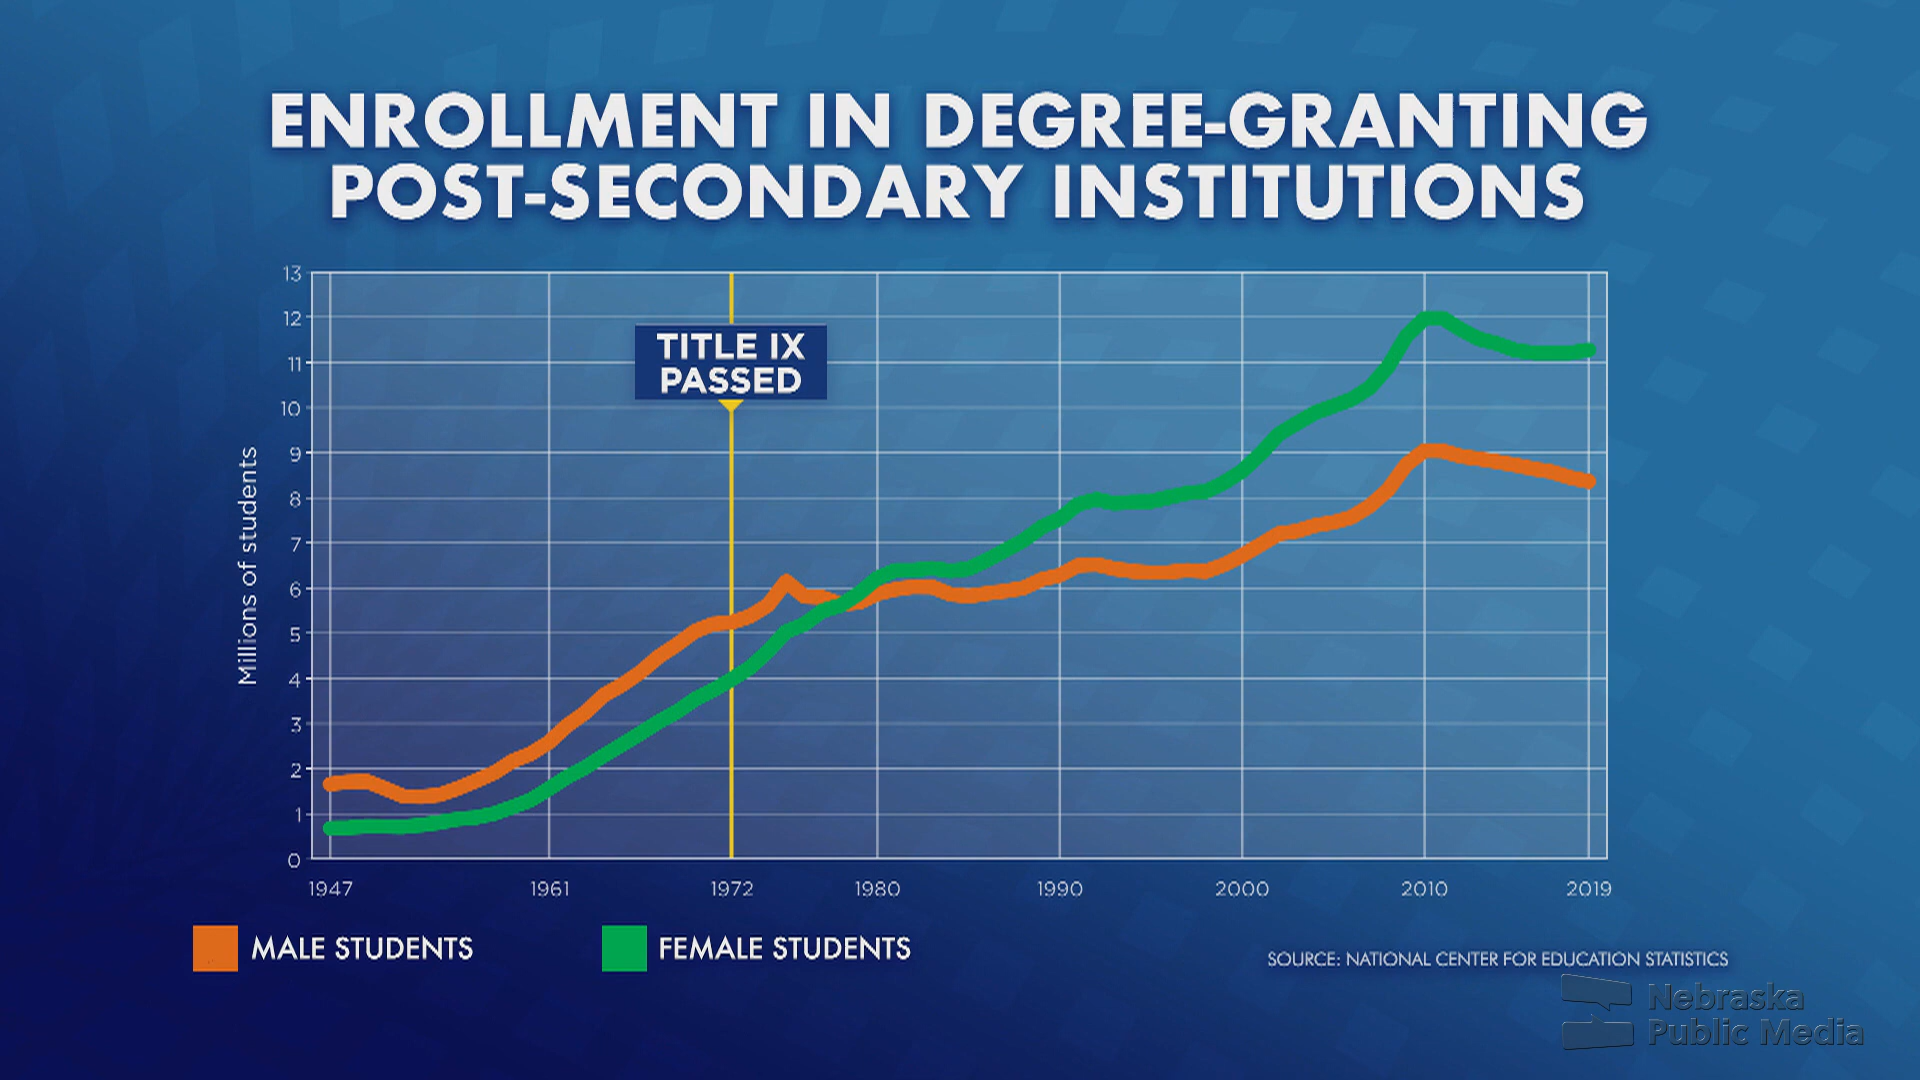 ENROLLMENT IN DEGREE-GRANTING
POST-SECONDARY INSTITUTIONS
13
12
11
10
9
8
7
6
5
4
3
2
1
0
Millions of students
TITLE IX
PASSED
1947 1961 1972 1980 1990 2000 2010 2019
MALE STUDENTS FEMALE STUDENTS
SOURCE: NATIONAL CENTER FOR EDUCATION STATISTICS
Nebraska
Public Media